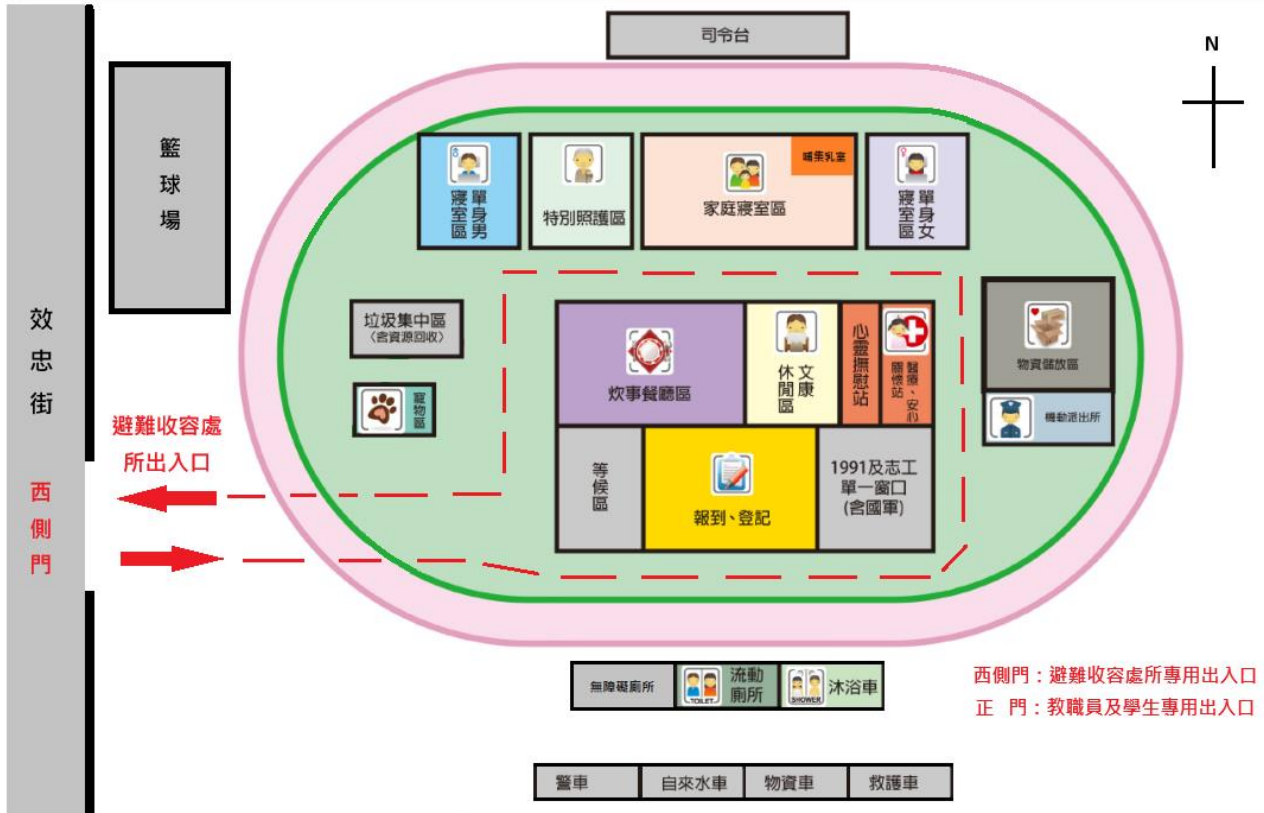 司令台
N
籃球場
單身男
寢室區
特別照護區
家庭寢室區
哺集乳室
單身女
寢室區
效忠街
垃圾集中區
〈含資源回收〉
寵物區
避難收容處
所出入口
西側門
炊事餐廳區
文康
休閒區
心靈撫慰站
醫療、安心
關懷站
物資儲放區
機動派出所
等候區
報到、登記
1991及志工
單一窗口
(含國軍)
無障礙廁所
TOILET
流動
廁所
SHOWER
沐浴車
西側門：避難收容處所專用出入口
正 門：教職員及學生專用出入口
警車
自來水車
物資車
救護車